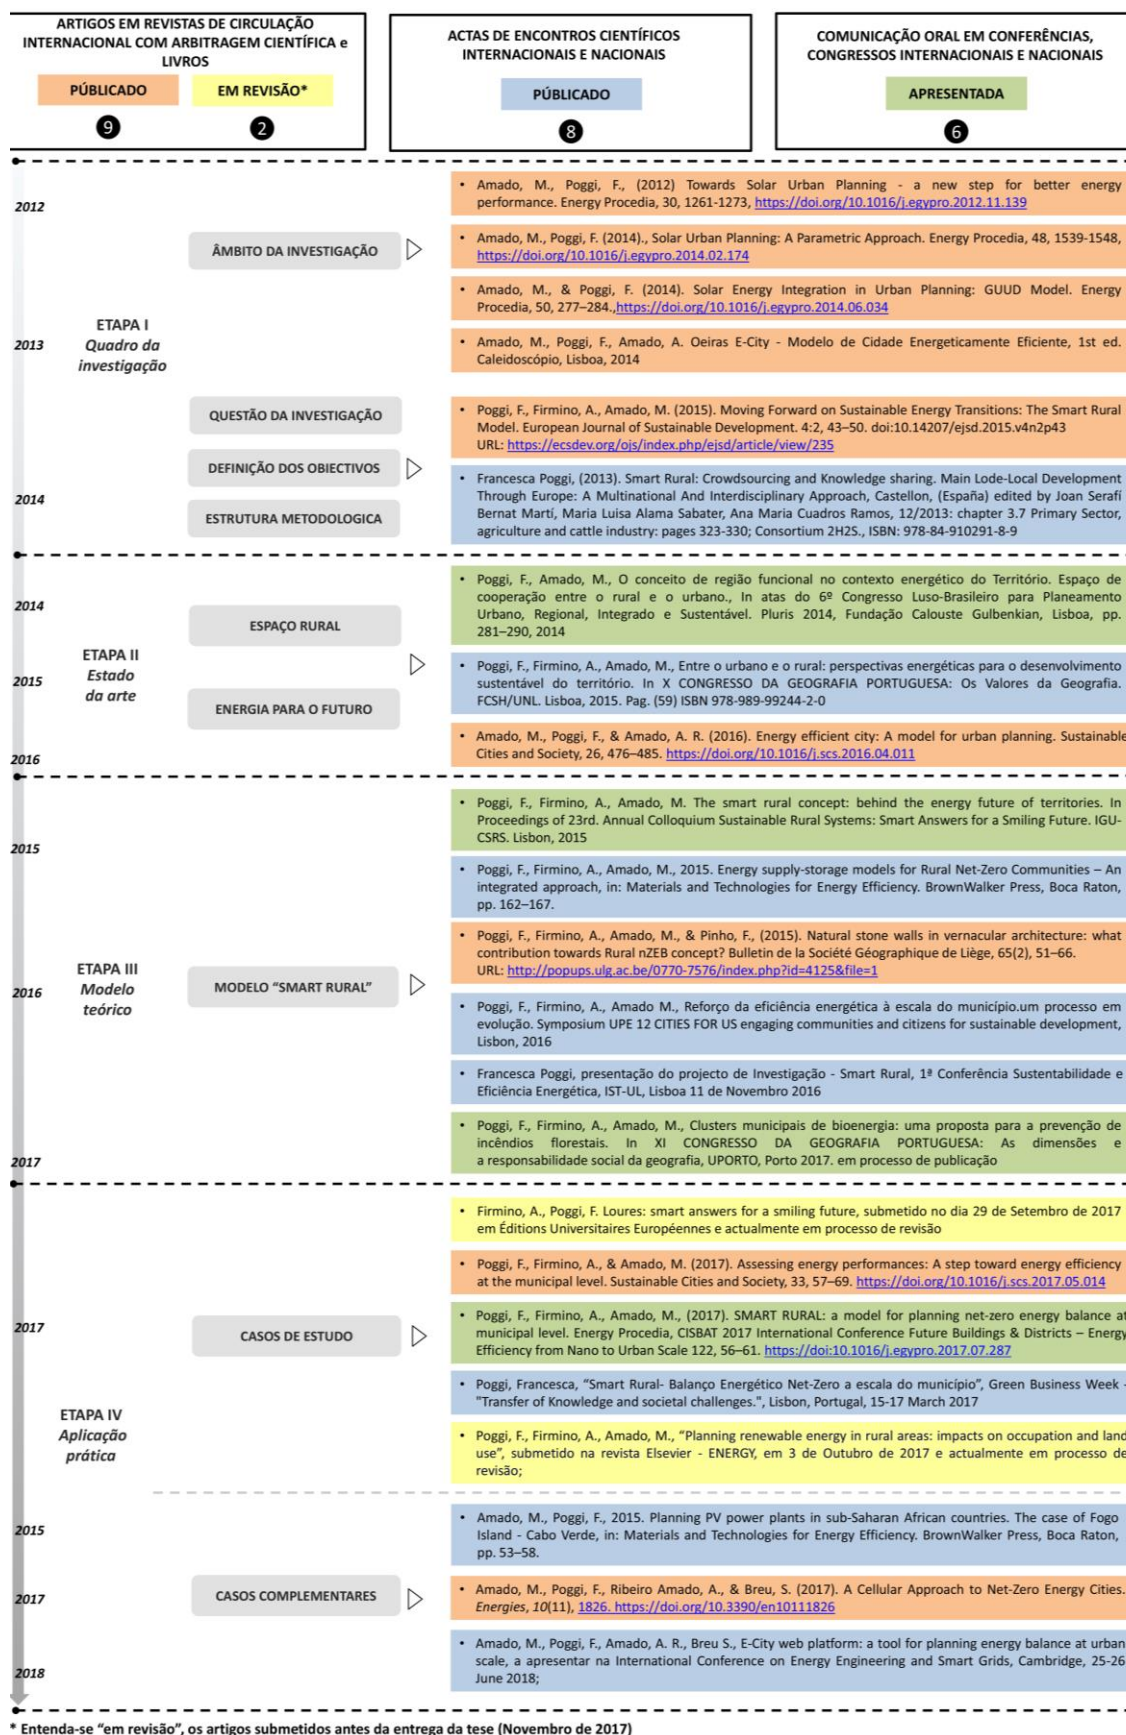 ARTIGOS EM REVISTAS DE CIRCULAÇÃO
INTERNACIONAL COM ARBITRAGEM CIENTÍFICA e
LIVROS
PÚBLICADO
EM REVISÃO*
9
2
ACTAS DE ENCONTROS CIENTÍFICOS
INTERNACIONAIS E NACIONAIS
PÚBLICADO
8
COMUNICAÇÃO ORAL EM CONFERÊNCIAS,
CONGRESSOS INTERNACIONAIS E NACIONAIS
APRESENTADA
6
2012
2013
2014
ETAPA I
Quadro da
investigação
ÂMBITO DA INVESTIGAÇÃO
QUESTÃO DA INVESTIGAÇÃO
DEFINIÇÃO DOS OBJECTIVOS
ESTRUTURA METODOLOGICA
• Amado, M., Poggi, F., (2012) Towards Solar Urban Planning - a new step for better energy
performance. Energy Procedia, 30, 1261-1273, https://doi.org/10.1016/j.egypro.2012.11.139
• Amado, M., Poggi, F. (2014)., Solar Urban Planning: A Parametric Approach. Energy Procedia, 48, 1539-1548,
https://doi.org/10.1016/j.egypro.2014.02.174
• Amado, M., & Poggi, F. (2014). Solar Energy Integration in Urban Planning: GUUD Model. Energy
Procedia, 50, 277–284.,https://doi.org/10.1016/j.egypro.2014.06.034
• Amado, M., Poggi, F., Amado, A. Oeiras E-City - Modelo de Cidade Energeticamente Eficiente, 1st ed.
Caleidoscópio, Lisboa, 2014
• Poggi, F., Firmino, A., Amado, M. (2015). Moving Forward on Sustainable Energy Transitions: The Smart Rural
Model. European Journal of Sustainable Development. 4:2, 43–50. doi:10.14207/ejsd.2015.v4n2p43
URL: https://ecsdev.org/ojs/index.php/ejsd/article/view/235
• Francesca Poggi, (2013). Smart Rural: Crowdsourcing and Knowledge sharing. Main Lode-Local Development
Through Europe: A Multinational And Interdisciplinary Approach, Castellon, (España) edited by Joan Serafí
Bernat Martí, Maria Luisa Alama Sabater, Ana Maria Cuadros Ramos, 12/2013: chapter 3.7 Primary Sector,
agriculture and cattle industry: pages 323-330; Consortium 2H2S., ISBN: 978-84-910291-8-9
2014
2015
2016
ETAPA II
Estado
da arte
ESPAÇO RURAL
ENERGIA PARA O FUTURO
• Poggi, F., Amado, M., O conceito de região funcional no contexto energético do Território. Espaço de
cooperação entre o rural e o urbano., In atas do 6º Congresso Luso-Brasileiro para Planeamento
Urbano, Regional, Integrado e Sustentável. Pluris 2014, Fundação Calouste Gulbenkian, Lisboa, pp.
281–290, 2014
• Poggi, F., Firmino, A., Amado, M., Entre o urbano e o rural: perspectivas energéticas para o desenvolvimento
sustentável do território. In X CONGRESSO DA GEOGRAFIA PORTUGUESA: Os Valores da Geografia.
FCSH/UNL. Lisboa, 2015. Pag. (59) ISBN 978-989-99244-2-0
• Amado, M., Poggi, F., & Amado, A. R. (2016). Energy efficient city: A model for urban planning. Sustainable
Cities and Society, 26, 476–485. https://doi.org/10.1016/j.scs.2016.04.011
2015
2016
2017
ETAPA III
Modelo
teórico
MODELO “SMART RURAL”
• Poggi, F., Firmino, A., Amado, M. The smart rural concept: behind the energy future of territories. In
Proceedings of 23rd. Annual Colloquium Sustainable Rural Systems: Smart Answers for a Smiling Future. IGU-
CSRS. Lisbon, 2015
• Poggi, F., Firmino, A., Amado, M., 2015. Energy supply-storage models for Rural Net-Zero Communities – An
integrated approach, in: Materials and Technologies for Energy Efficiency. BrownWalker Press, Boca Raton,
pp. 162–167.
• Poggi, F., Firmino, A., Amado, M., & Pinho, F., (2015). Natural stone walls in vernacular architecture: what
contribution towards Rural nZEB concept? Bulletin de la Société Géographique de Liège, 65(2), 51–66.
URL: http://popups.ulg.ac.be/0770-7576/index.php?id=4125&file=1
• Poggi, F., Firmino, A., Amado M., Reforço da eficiência energética à escala do município.um processo em
evolução. Symposium UPE 12 CITIES FOR US engaging communities and citizens for sustainable development,
Lisbon, 2016
• Francesca Poggi, presentação do projecto de Investigação - Smart Rural, 1ª Conferência Sustentabilidade e
Eficiência Energética, IST-UL, Lisboa 11 de Novembro 2016
• Poggi, F., Firmino, A., Amado, M., Clusters municipais de bioenergia: uma proposta para a prevenção de
incêndios florestais. In XI CONGRESSO DA GEOGRAFIA PORTUGUESA: As dimensões e
a responsabilidade social da geografia, UPORTO, Porto 2017. em processo de publicação
2017
2015
2017
2018
ETAPA IV
Aplicação
prática
CASOS DE ESTUDO
CASOS COMPLEMENTARES
• Firmino, A., Poggi, F. Loures: smart answers for a smiling future, submetido no dia 29 de Setembro de 2017
em Éditions Universitaires Européennes e actualmente em processo de revisão
• Poggi, F., Firmino, A., & Amado, M. (2017). Assessing energy performances: A step toward energy efficiency
at the municipal level. Sustainable Cities and Society, 33, 57–69. https://doi.org/10.1016/j.scs.2017.05.014
• Poggi, F., Firmino, A., Amado, M., (2017). SMART RURAL: a model for planning net-zero energy balance at
municipal level. Energy Procedia, CISBAT 2017 International Conference Future Buildings & Districts – Energy
Efficiency from Nano to Urban Scale 122, 56–61. https://doi:10.1016/j.egypro.2017.07.287
• Poggi, Francesca, “Smart Rural- Balanço Energético Net-Zero a escala do município”, Green Business Week -
"Transfer of Knowledge and societal challenges.", Lisbon, Portugal, 15-17 March 2017
• Poggi, F., Firmino, A., Amado, M., “Planning renewable energy in rural areas: impacts on occupation and land
use”, submetido na revista Elsevier - ENERGY, em 3 de Outubro de 2017 e actualmente em processo de
revisão;
• Amado, M., Poggi, F., 2015. Planning PV power plants in sub-Saharan African countries. The case of Fogo
Island - Cabo Verde, in: Materials and Technologies for Energy Efficiency. BrownWalker Press, Boca Raton,
pp. 53–58.
• Amado, M., Poggi, F., Ribeiro Amado, A., & Breu, S. (2017). A Cellular Approach to Net-Zero Energy Cities.
Energies, 10(11), 1826. https://doi.org/10.3390/en10111826
• Amado, M., Poggi, F., Amado, A. R., Breu S., E-City web platform: a tool for planning energy balance at urban
scale, a apresentar na International Conference on Energy Engineering and Smart Grids, Cambridge, 25-26
June 2018;
* Entenda-se “em revisão”, os artigos submetidos antes da entrega da tese (Novembro de 2017)